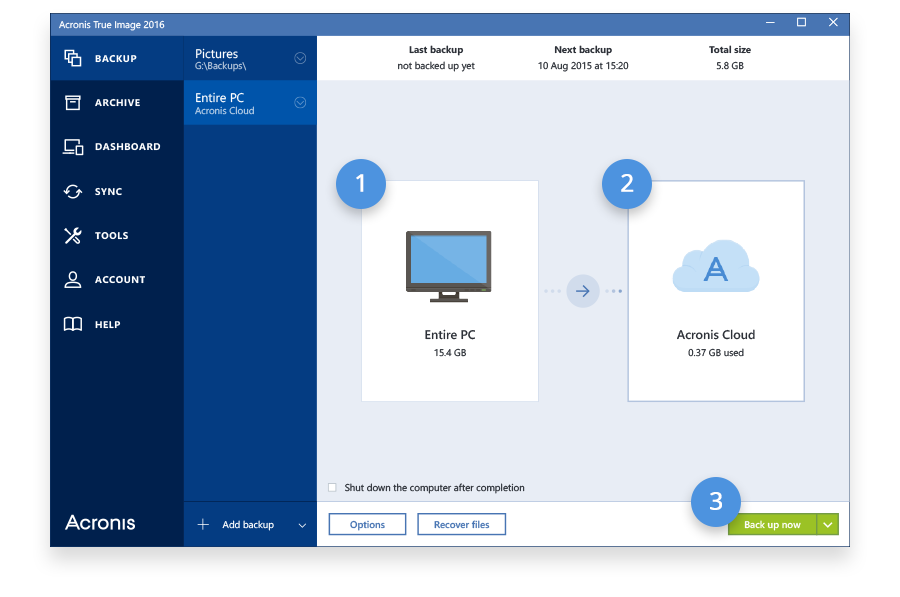 Acronis True Image 2016
BACKUP
ARCHIVE
DASHBOARD
SYNC
TOOLS
ACCOUNT
HELP
Acronis
Pictures
G:\Backups\
Entire PC
Acronis Cloud
Add backup
Last backup
not backed up yet
Next backup
10 Aug 2015 at 15:20
Total size
5.8 GB
1
Entire PC
15.4 GB
2
A
Acronis Cloud
0.37 GB used
Shut down the computer after completion
Options
Recover files
3
Back up now